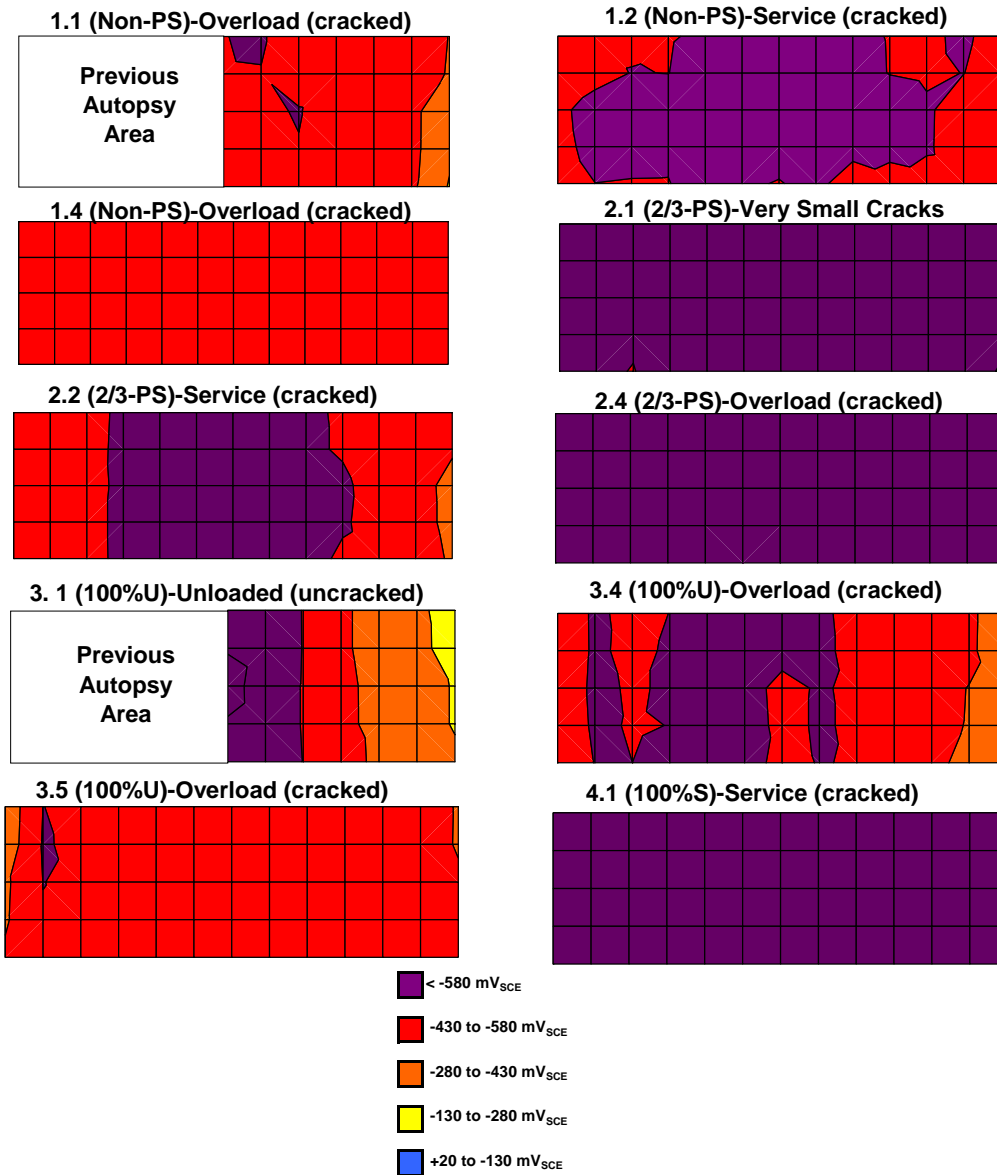 1.1 (Non-PS)-Overload (cracked)
1.2 (Non-PS)-Service (cracked)
Previous
Autopsy
Area
1.4 (Non-PS)-Overload (cracked)
2.1 (2/3-PS)-Very Small Cracks
2.2 (2/3-PS)-Service (cracked)
2.4 (2/3-PS)-Overload (cracked)
3. 1 (100%U)-Unloaded (uncracked)
3.4 (100%U)-Overload (cracked)
Previous
Autopsy
Area
3.5 (100%U)-Overload (cracked)
4.1 (100%S)-Service (cracked)
< -580 mVSCE
-430 to -580 mVSCE
-280 to -430 mVSCE
-130 to -280 mVSCE
+20 to -130 mVSCE